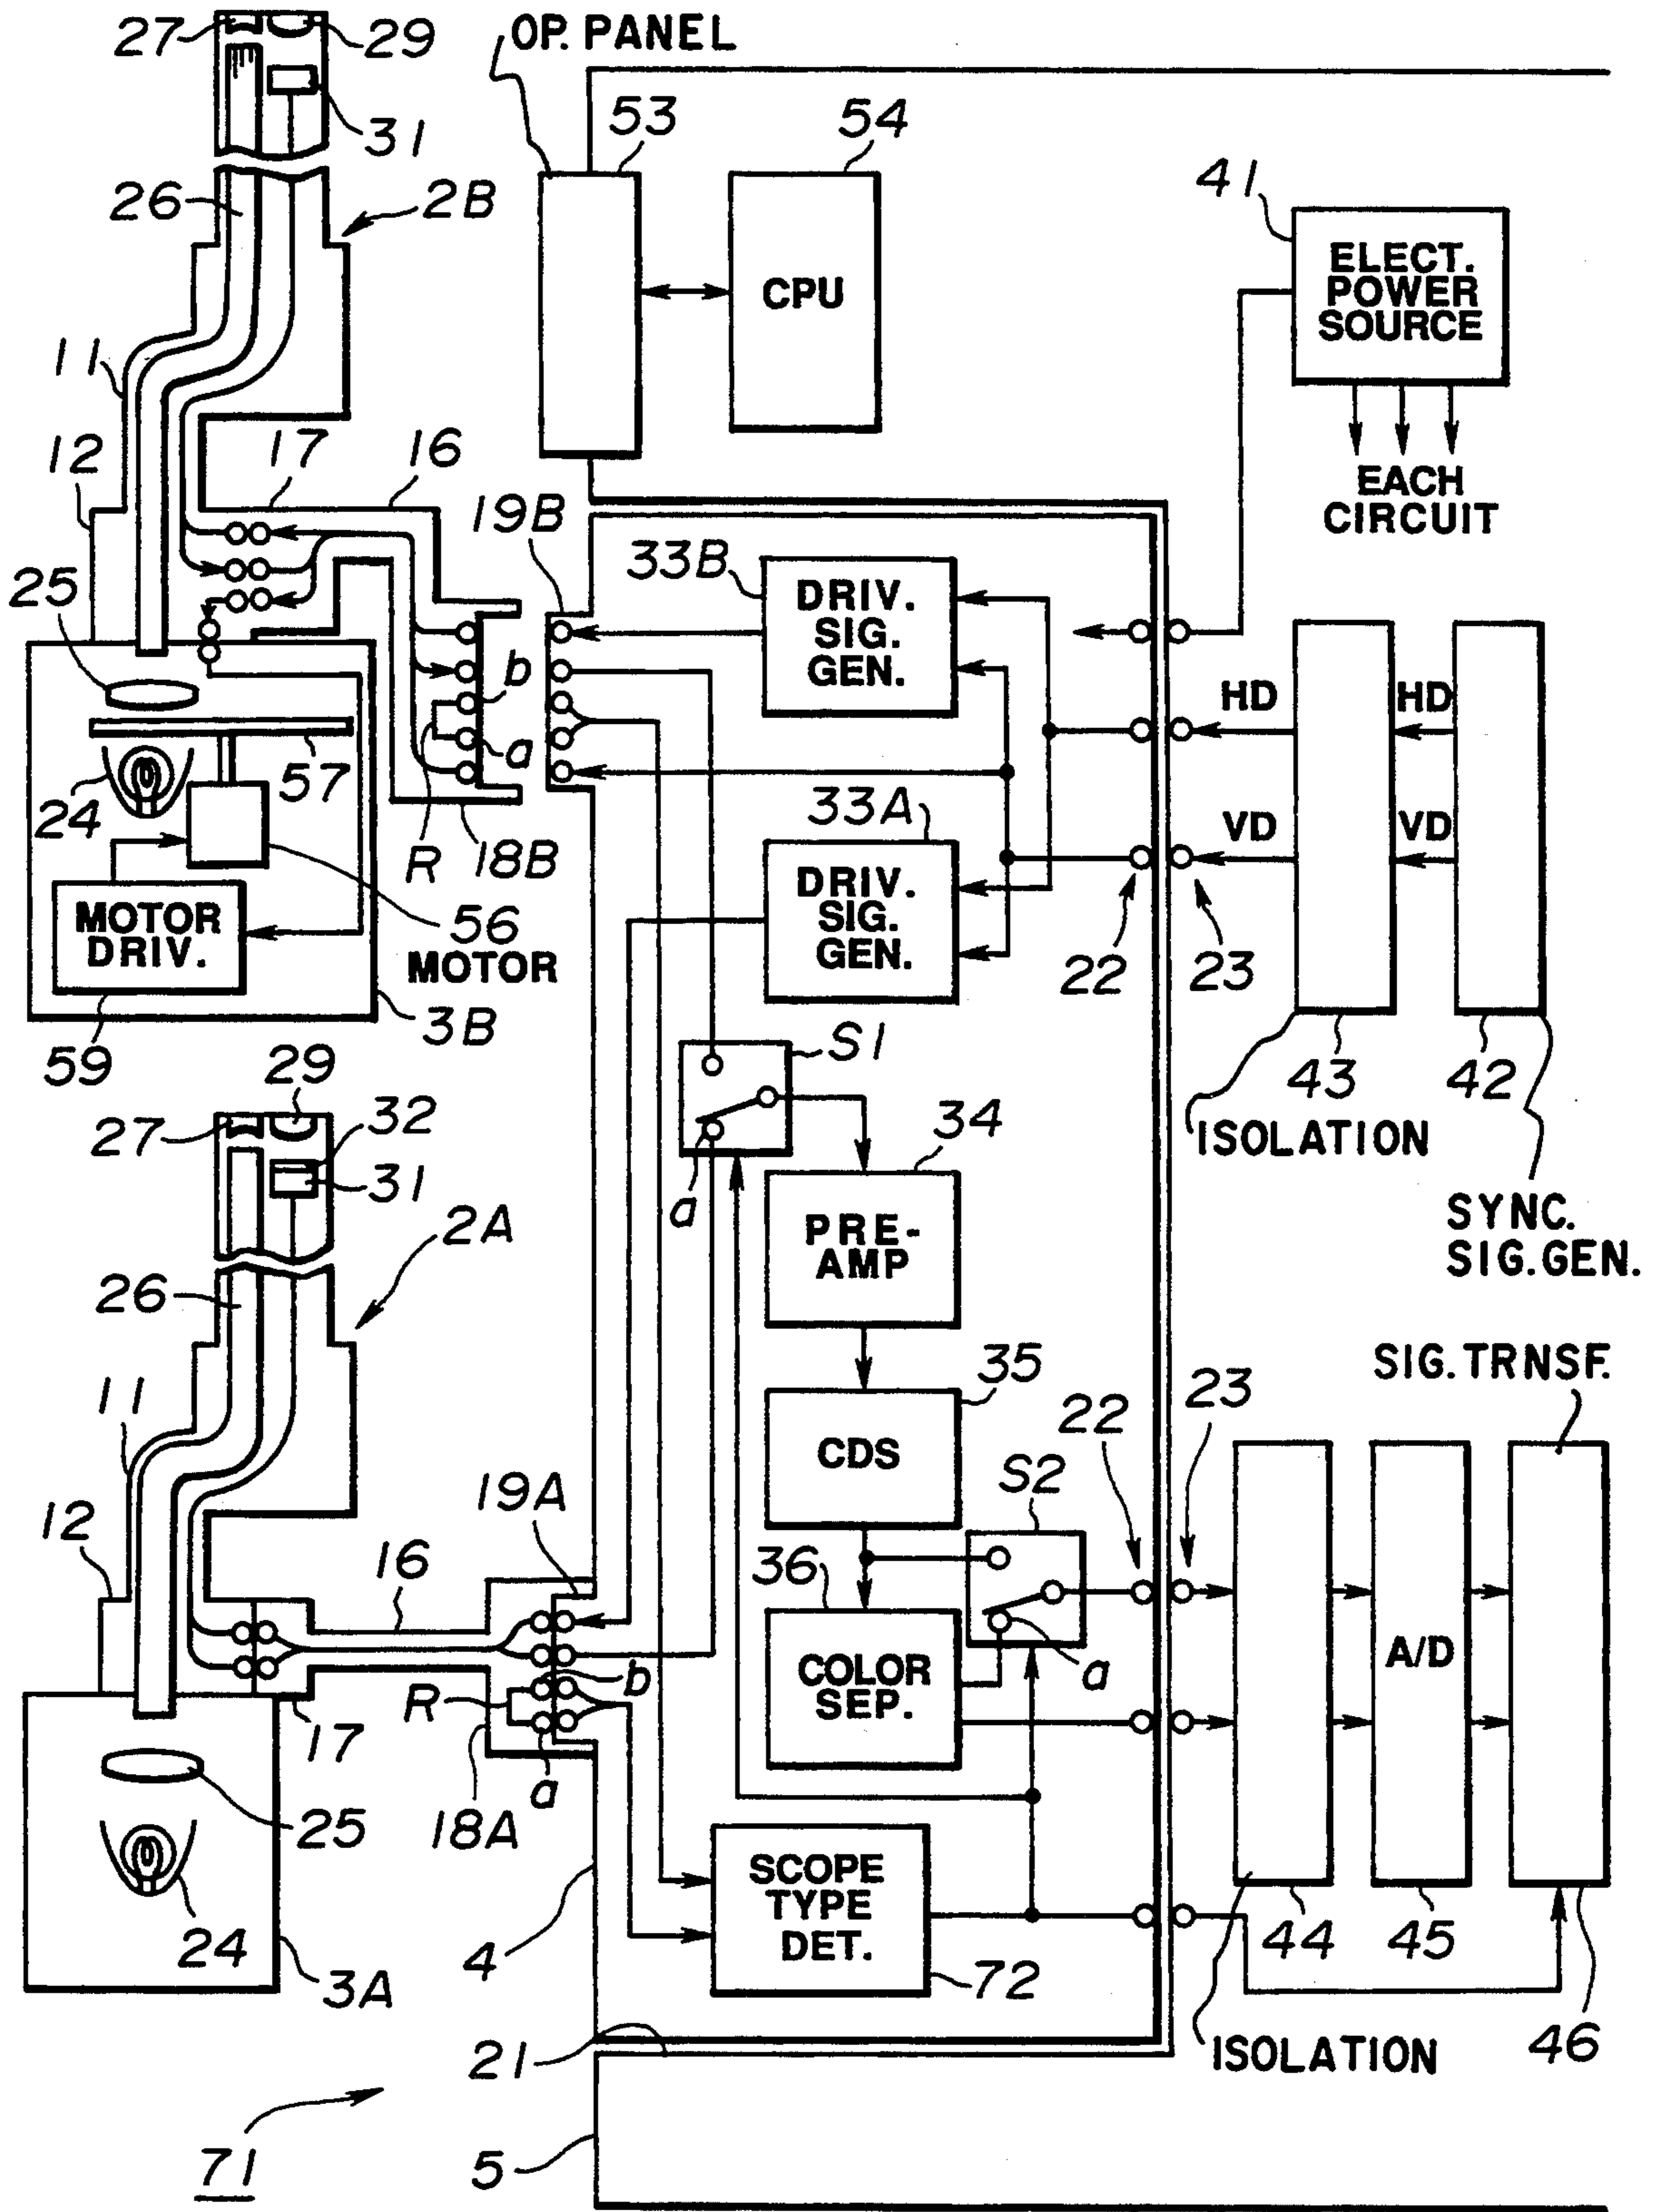 27
29
OP. PANEL
31
53
54
41
26
2B
ELECT.
POWER
SOURCE
CPU
11
12
17
16
EACH
CIRCUIT
19B
33B
25
DRIV.
SIG.
GEN.
b
HD
HD
a
57
24
33A
VD
VD
R
18B
DRIV.
SIG.
GEN.
MOTOR
DRIV.
56
MOTOR
22
23
3B
59
S1
43
42
29
27
32
31
34
ISOLATION
a
2A
PRE-
AMP
SYNC.
SIG.GEN.
26
35
SIG.TRNSF.
11
22
23
CDS
S2
19A
12
16
36
A/D
COLOR
SEP.
a
b
R
17
a
25
18A
SCOPE
TYPE
DET.
24
4
44
45
3A
72
46
21
ISOLATION
71
5